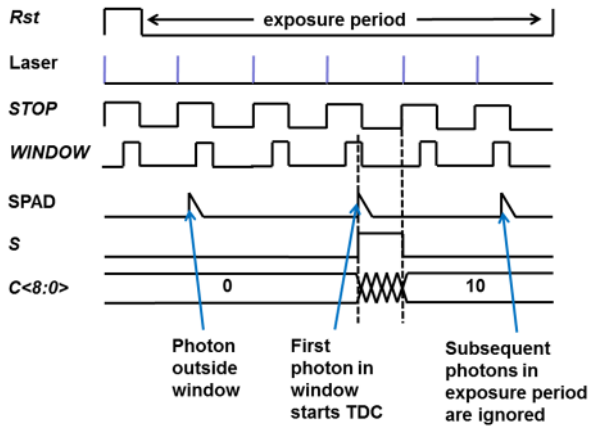 Rst
exposure period
Laser
STOP
WINDOW
SPAD
S
C<8:0>
0
10
Photon
outside
window
First
photon in
window
starts TDC
Subsequent
photons in
exposure period
are ignored